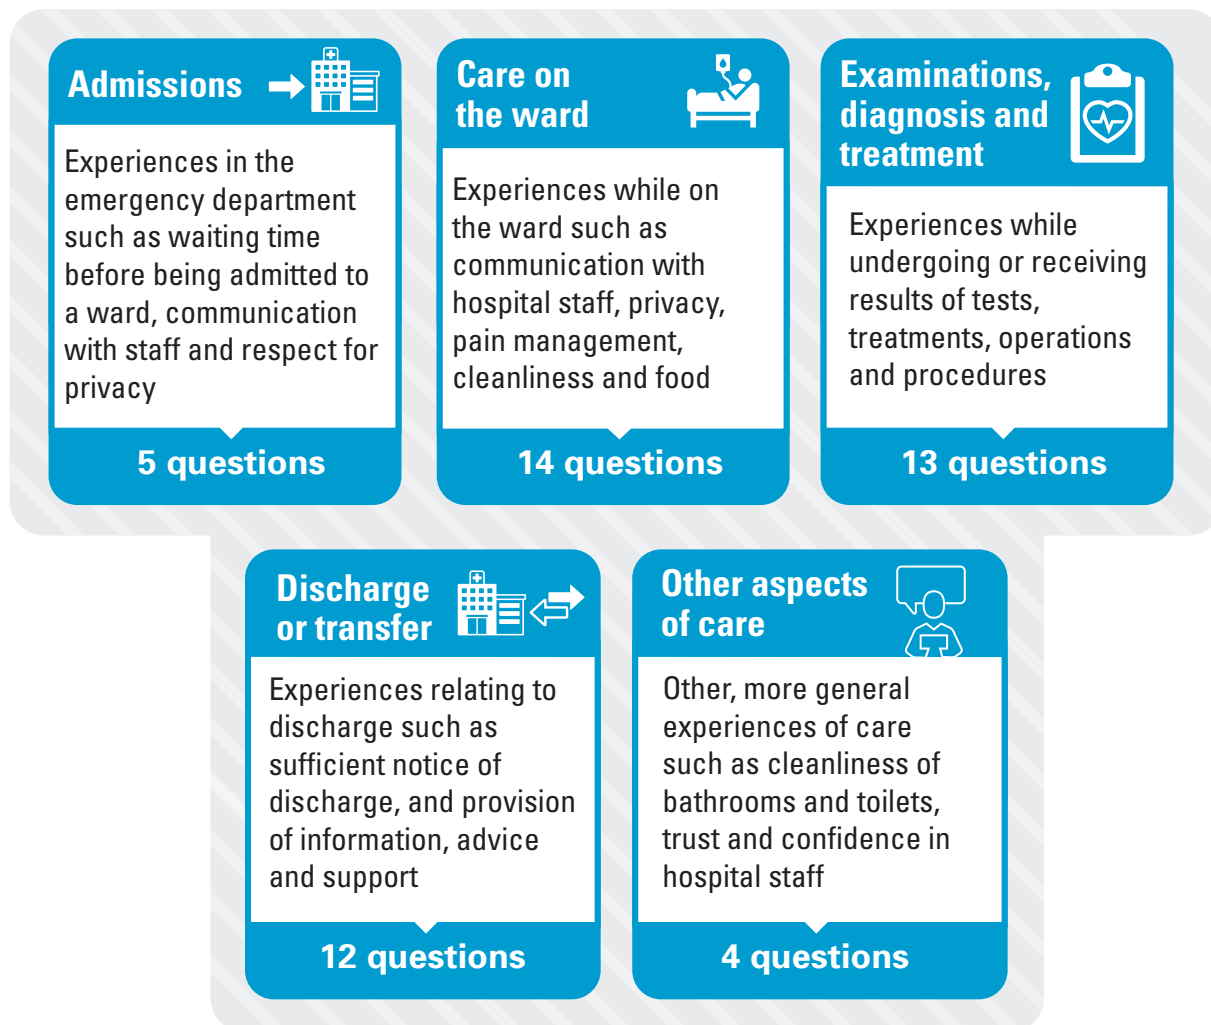 Admissions
Experiences in the
emergency department
such as waiting time
before being admitted to
a ward, communication
with staff and respect for
privacy
5 questions
Care on
the ward
Experiences while on
the ward such as
communication with
hospital staff, privacy,
pain management,
cleanliness and food
14 questions
Examinations,
diagnosis and
treatment
Experiences while
undergoing or receiving
results of tests,
treatments, operations
and procedures
13 questions
Discharge
or transfer
Experiences relating to
discharge such as
sufficient notice of
discharge, and provision
of information, advice
and support
12 questions
Other aspects
of care
Other, more general
experiences of care
such as cleanliness of
bathrooms and toilets,
trust and confidence in
hospital staff
4 questions